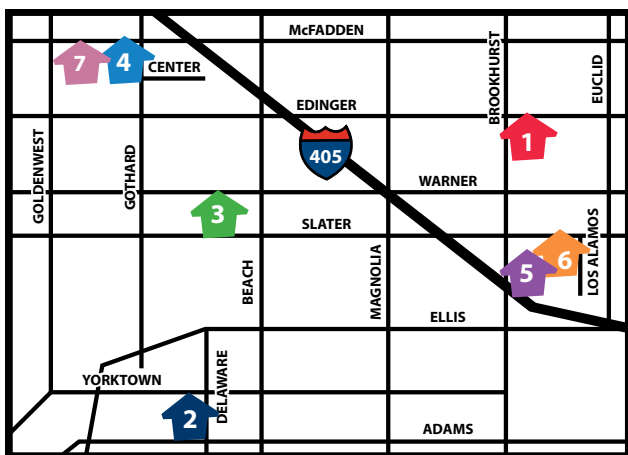 McFADDEN
BROOKHURST
EUCLID
7
4
CENTER
EDINGER
1
405
GOLDENWEST
GOTHARD
WARNER
3
SLATER
BEACH
MAGNOLIA
5
6
LOS ALAMOS
ELLIS
YORKTOWN
DELAWARE
2
ADAMS